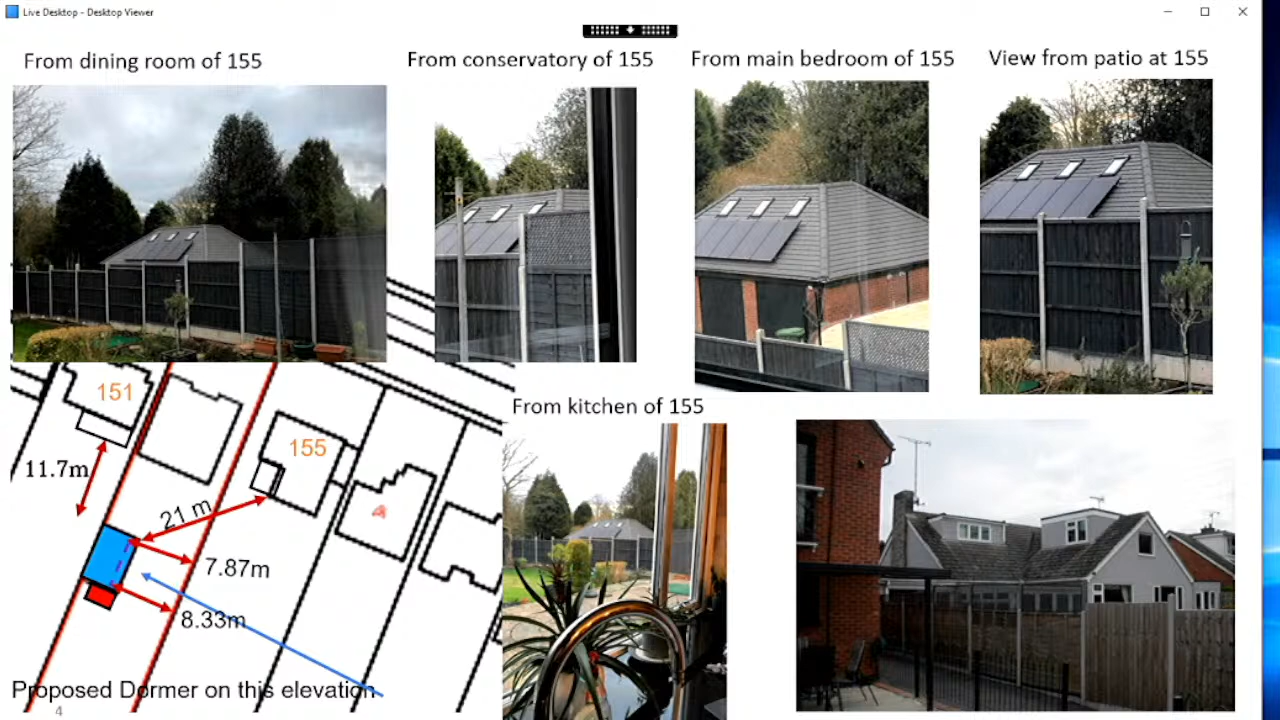 Live Desktop - Desktop Viewer
From dining room of 155
From conservatory of 155
From main bedroom of 155
View from patio at 155
From kitchen of 155
151
155
11.7m
21 m
4
7.87m
8.33m
Proposed Dormer on this elevation
4